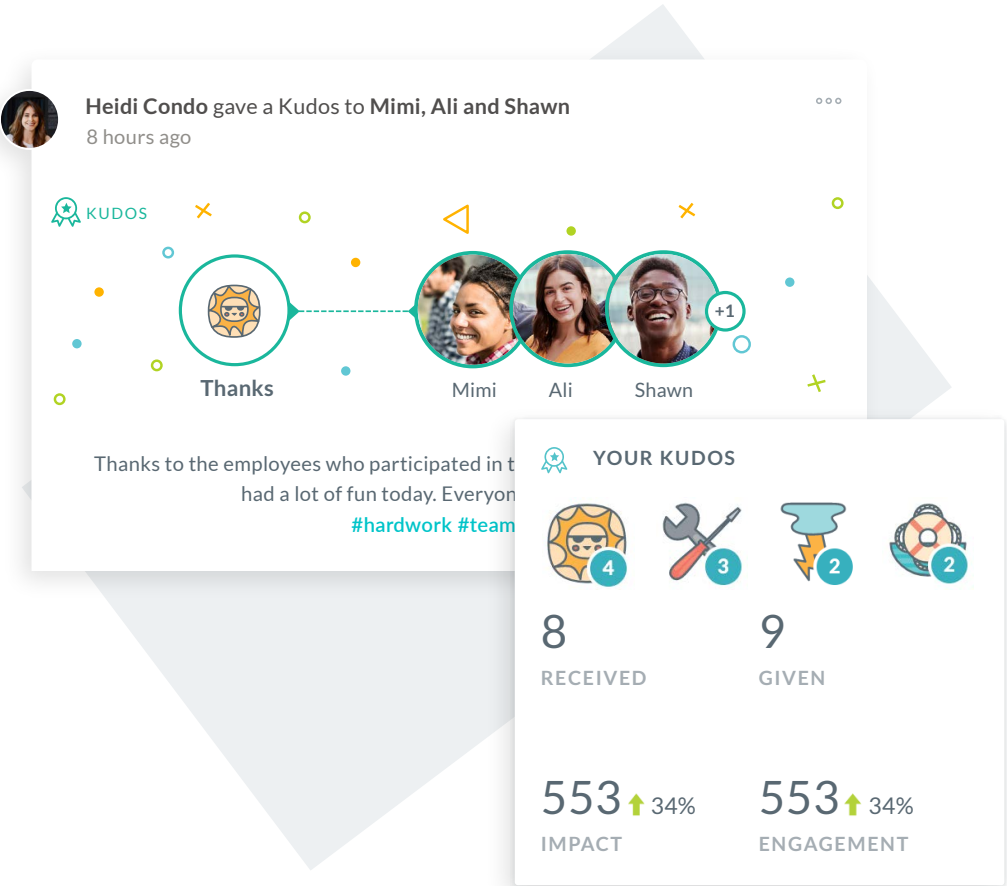 Heidi Condo gave a Kudos to Mimi, Ali and Shawn
8 hours ago
KUDOS
+1
Thanks
Mimi
Ali
Shawn
Thanks to the employees who participated in
had a lot of fun today.
#hardwork
YOUR KUDOS
4
3
2
2
8
9
RECEIVED
GIVEN
553 34%
553 34%
IMPACT
ENGAGEMENT